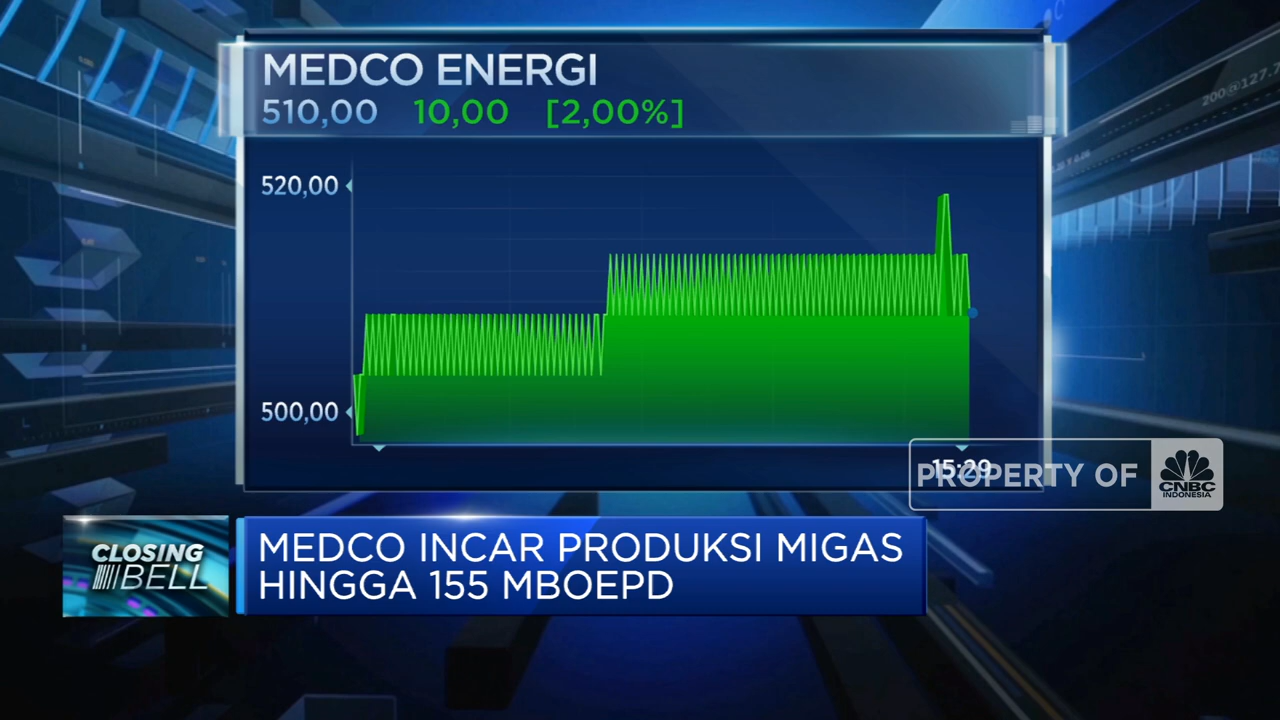 MEDCO ENERGI
510,00 10,00 [2,00%]
520,00
500,00
15:29
PROPERTY OF
CNBC
INDONESIA
CLOSING
BELL
MEDCO INCAR PRODUKSI MIGAS
HINGGA 155 MBOEPD